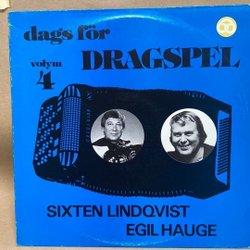 dags för
DRAGSPEL
volym
4
SIXTEN LINDQVIST
EGIL HAUGE